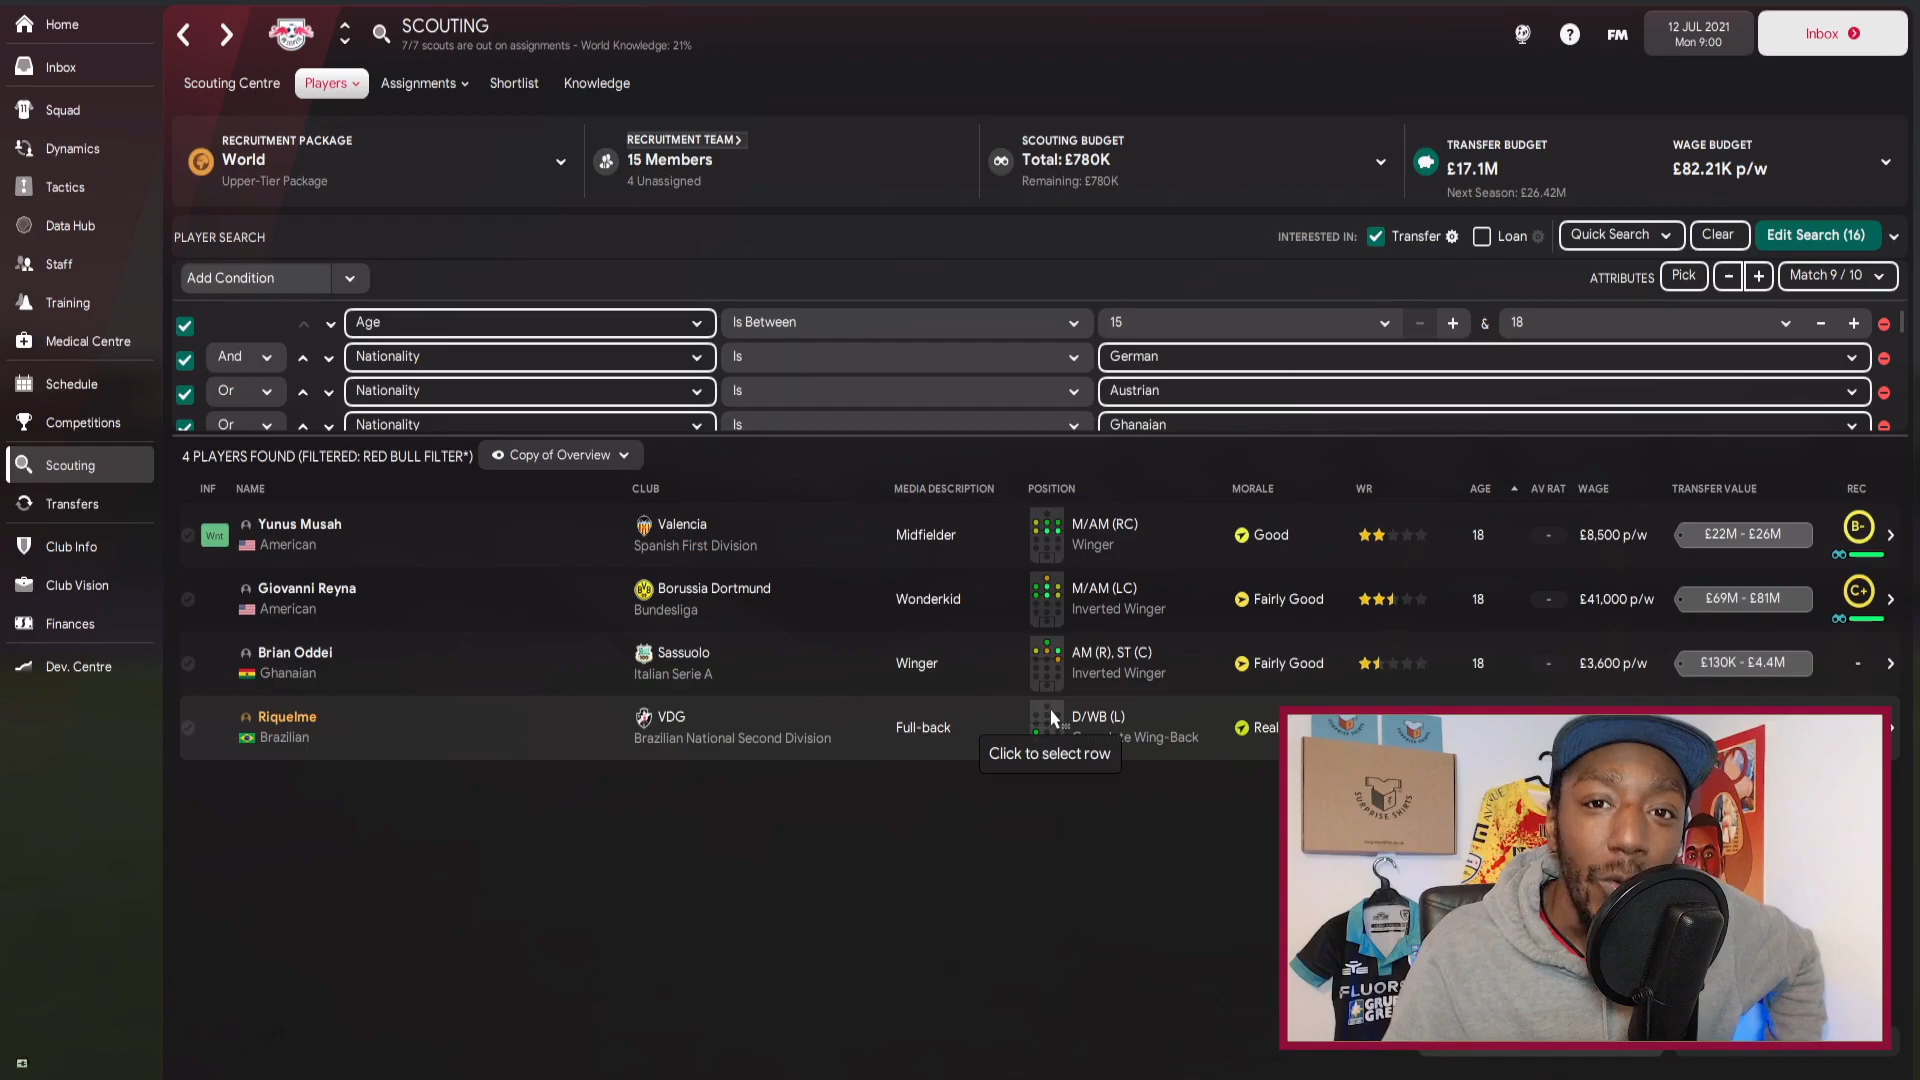 Home
Inbox
Squad
Dynamics
Tactics
Data Hub
Staff
Training
Medical Centre
Schedule
Competitions
Scouting
Transfers
Club Info
Club Vision
Finances
Dev. Centre
SCOUTING
7/7 scouts are out on assignments - World Knowledge: 21%
FM
12 JUL 2021
Mon 9:00
Inbox
Scouting Centre Players Assignments Shortlist Knowledge
RECRUITMENT PACKAGE
World
Upper-Tier Package
RECRUITMENT TEAM
15 Members
4 Unassigned
SCOUTING BUDGET
Total: £780K
Remaining: £780K
TRANSFER BUDGET
£17.1M
Next Season: £26.42M
WAGE BUDGET
£82.21K p/w
PLAYER SEARCH
INTERESTED IN: Transfer Loan Quick Search Clear Edit Search (16)
Add Condition
ATTRIBUTES Pick - + Match 9 / 10
Age Is Between 15 - + & 18 - +
And Nationality Is German
Or Nationality Is Austrian
Or Nationality Is Ghanaian
4 PLAYERS FOUND (FILTERED: RED BULL FILTER*) Copy of Overview
INF NAME CLUB MEDIA DESCRIPTION POSITION MORALE WR AGE AV RAT WAGE TRANSFER VALUE REC
Wnt Yunus Musah Valencia Midfielder M/AM (RC) Good 18 - £8,500 p/w £22M - £26M B-
American Spanish First Division Winger
Giovanni Reyna Borussia Dortmund Wonderkid M/AM (LC) Fairly Good 18 - £41,000 p/w £69M - £81M C+
American Bundesliga Inverted Winger
Brian Oddei Sassuolo Winger AM (R), ST (C) Fairly Good 18 - £3,600 p/w £130K - £4.4M -
Ghanaian Italian Serie A Inverted Winger
Riquelme VDG Full-back D/WB (L)
Brazilian Brazilian National Second Division Wing-Back
Click to select row
SURPRISE SHIRTS
FLUOR
GRU
GRE